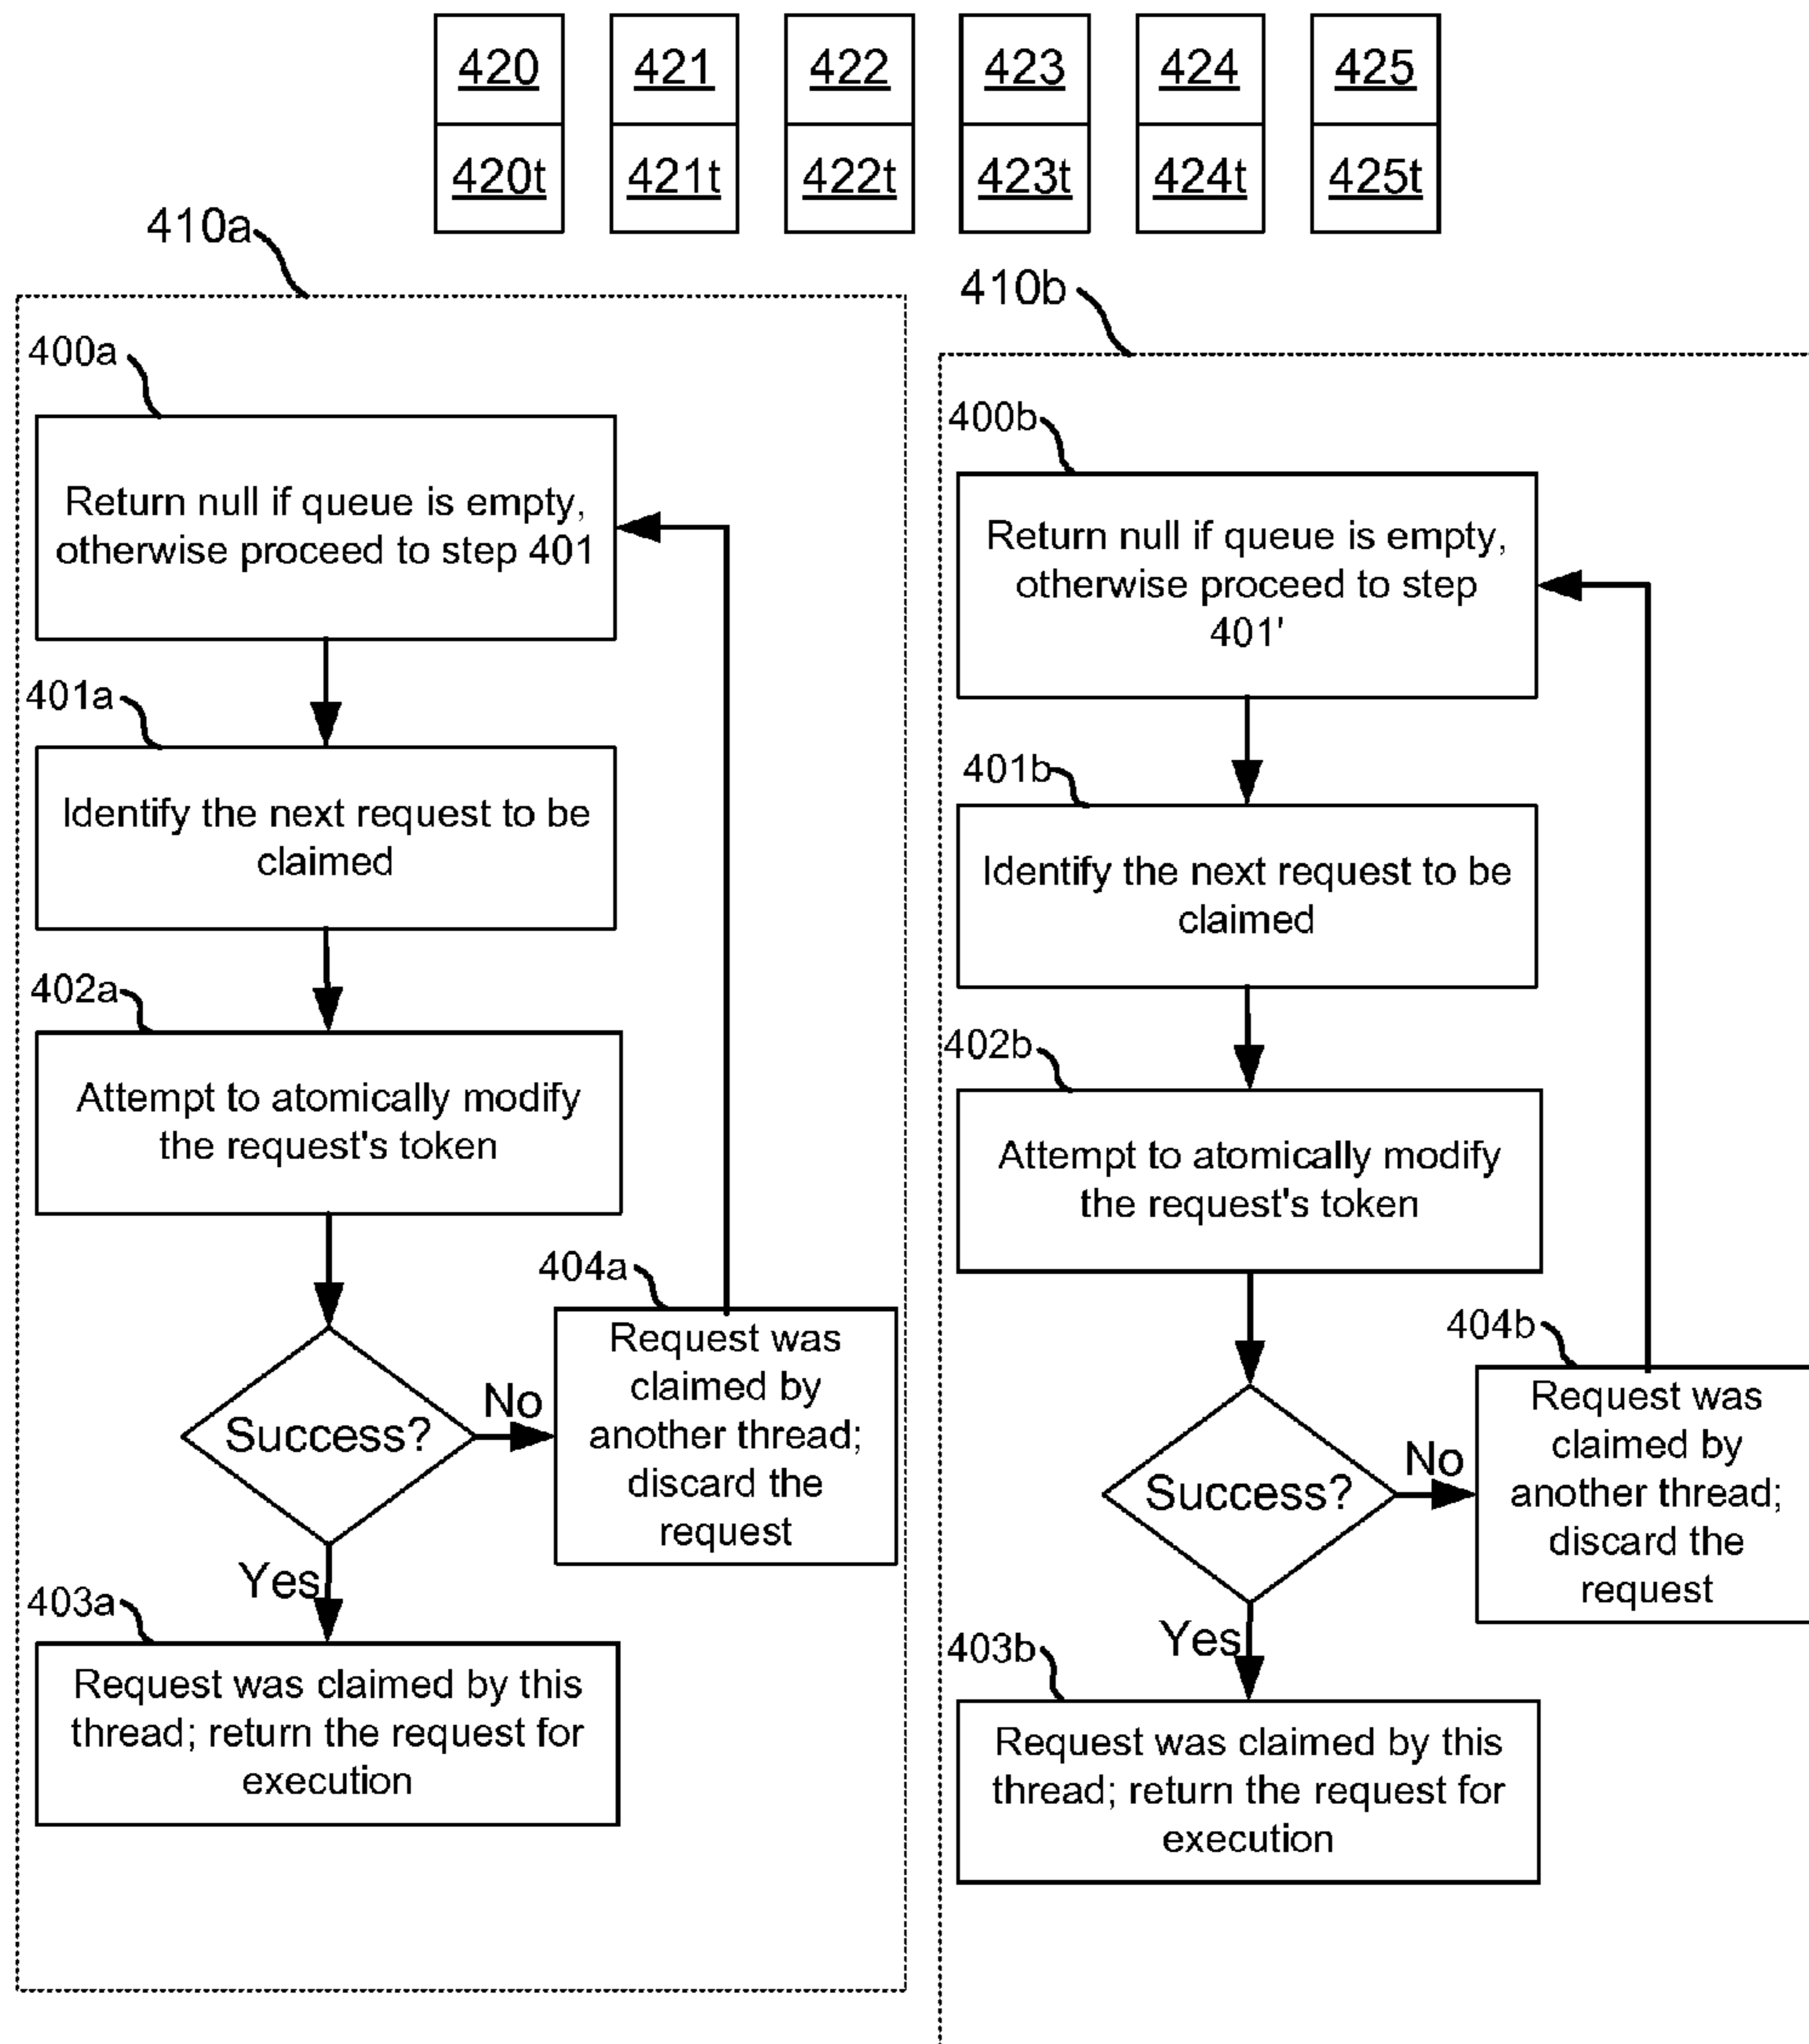 420 421 422 423 424 425
420t 421t 422t 423t 424t 425t
410a
400a
Return null if queue is empty,
otherwise proceed to step 401
401a
Identify the next request to be
claimed
402a
Attempt to atomically modify
the request's token
Success?
No
404a
Request was
claimed by
another thread;
discard the
request
Yes
403a
Request was claimed by this
thread; return the request for
execution
410b
400b
Return null if queue is empty,
otherwise proceed to step
401'
401b
Identify the next request to be
claimed
402b
Attempt to atomically modify
the request's token
Success?
No
404b
Request was
claimed by
another thread;
discard the
request
Yes
403b
Request was claimed by this
thread; return the request for
execution